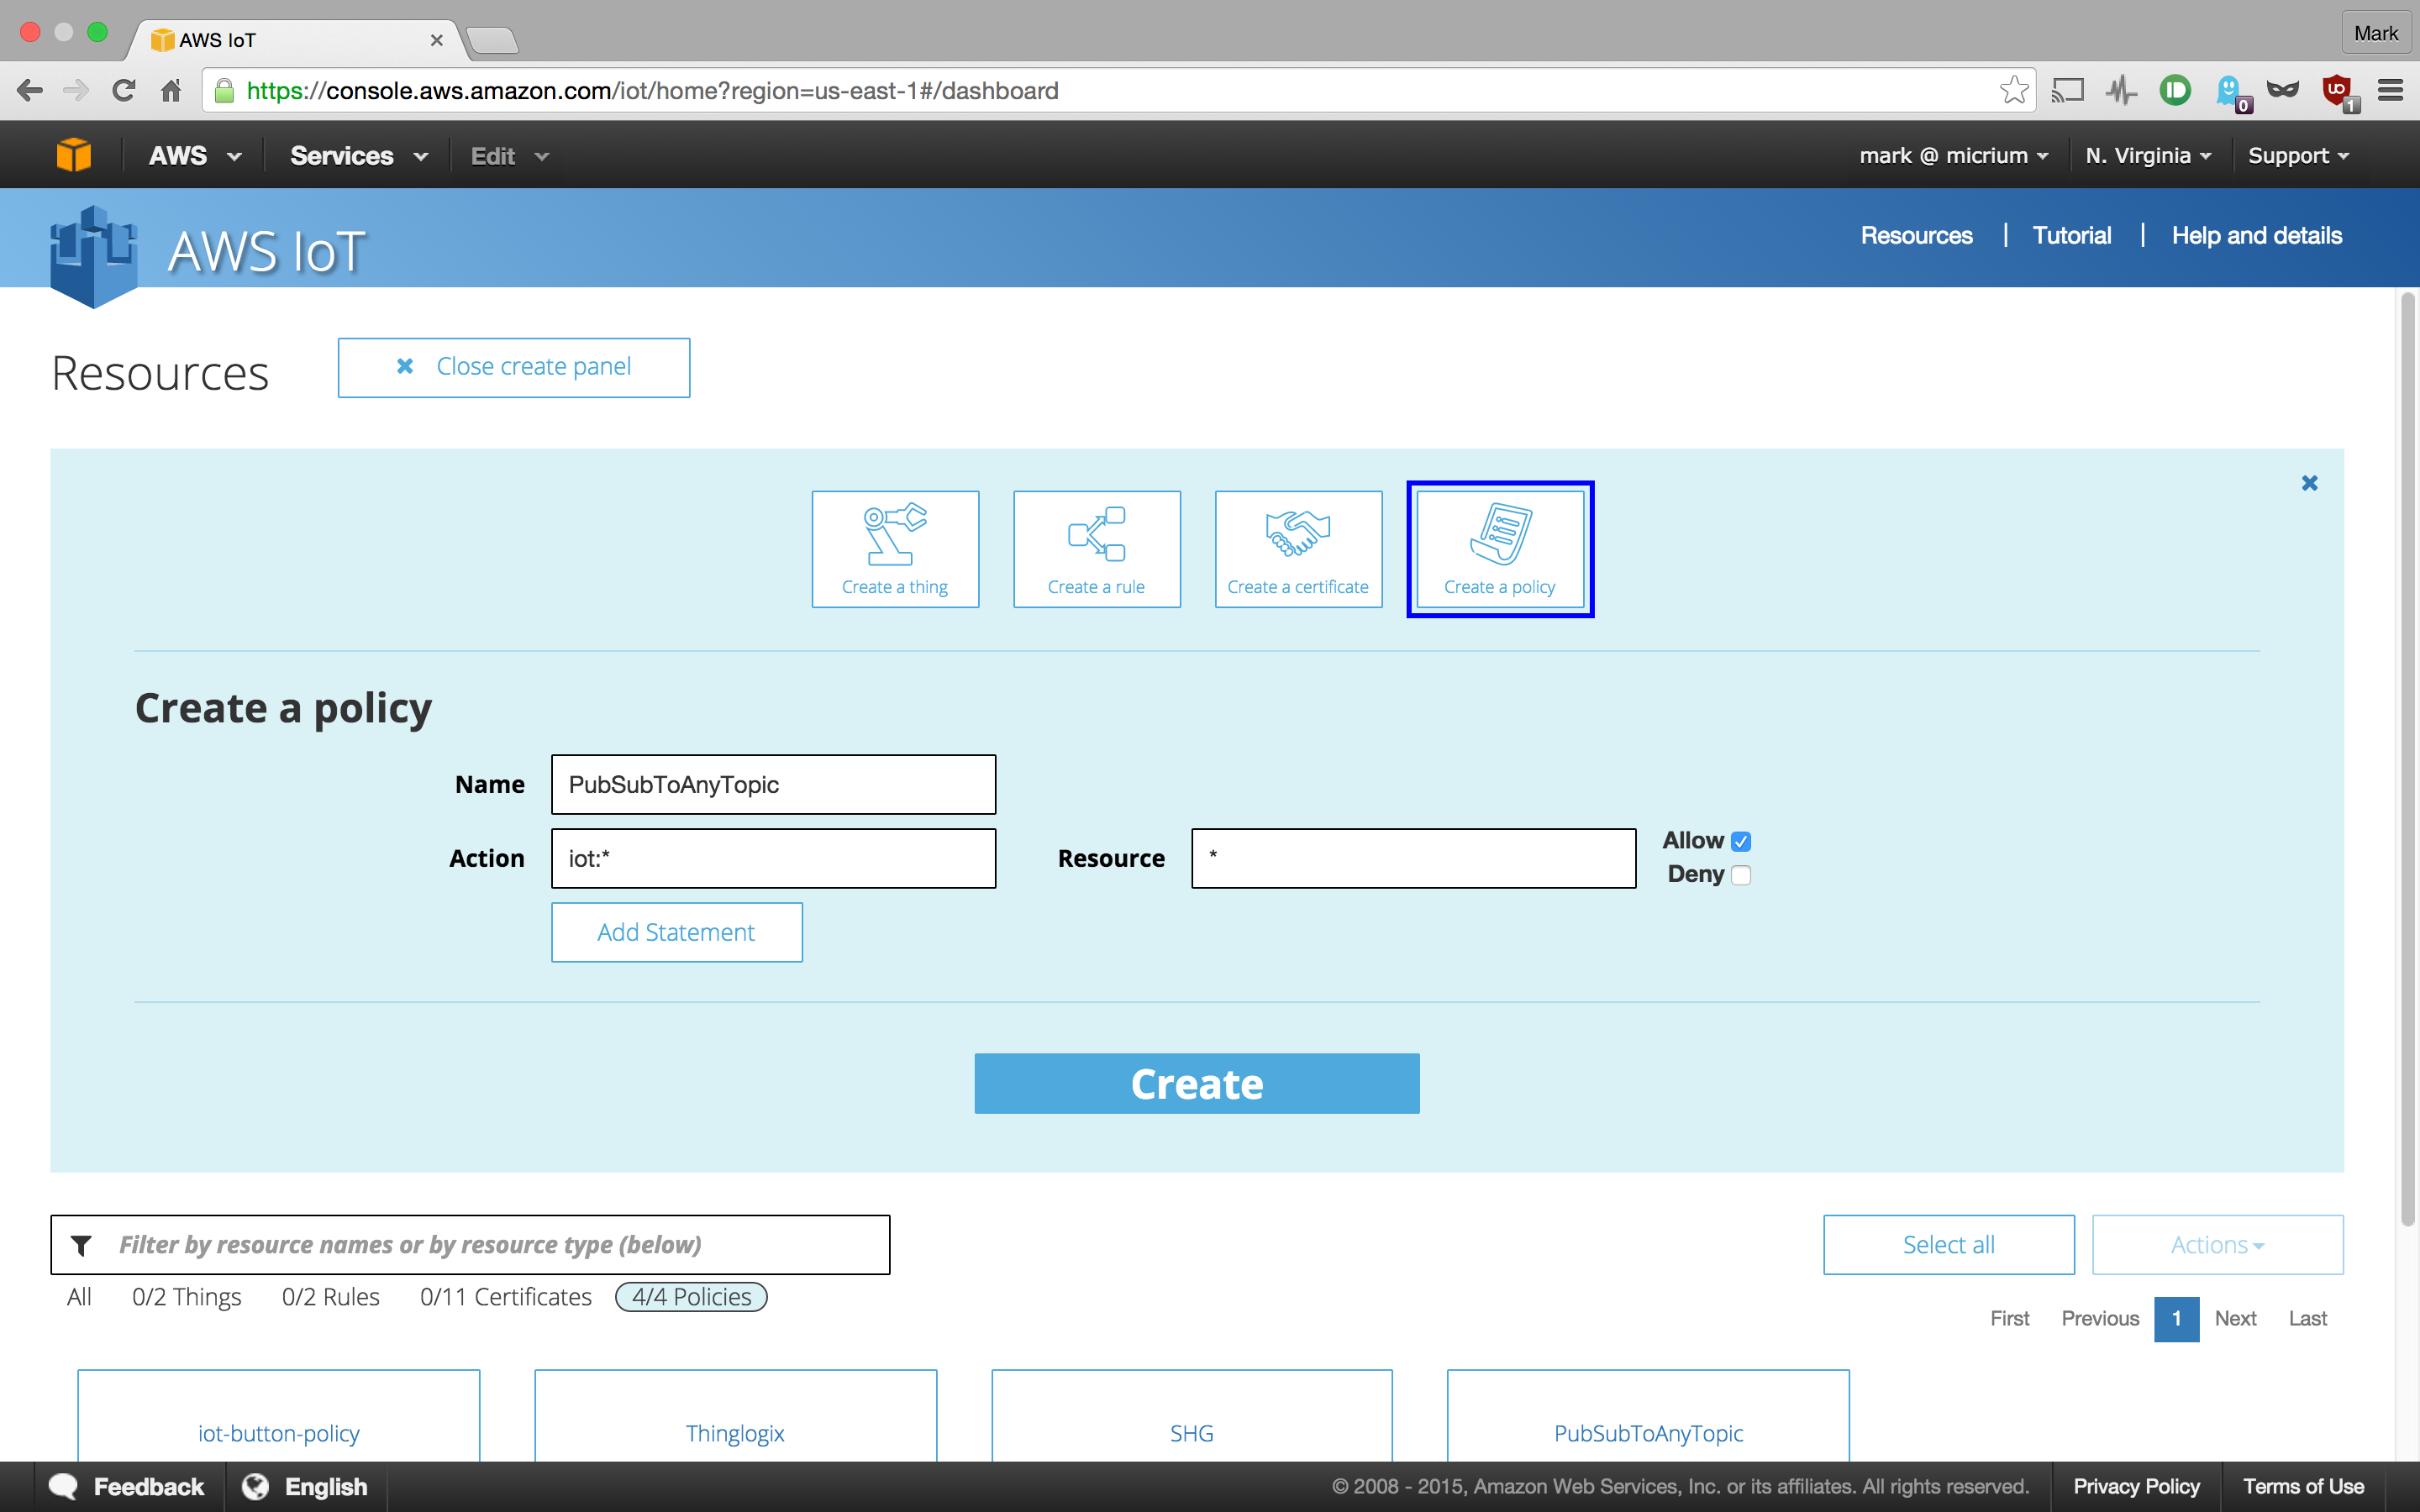 AWS IoT
Mark
https://console.aws.amazon.com/iot/home?region=us-east-1#/dashboard
0
1
AWS Services Edit mark @ micrium N. Virginia Support
AWS IoT
Resources | Tutorial | Help and details
Resources
Close create panel
Create a thing
Create a rule
Create a certificate
Create a policy
Create a policy
Name PubSubToAnyTopic
Action iot:* Resource * Allow
Deny
Add Statement
Create
Filter by resource names or by resource type (below)
Select all
Actions
All 0/2 Things 0/2 Rules 0/11 Certificates 4/4 Policies
First Previous 1 Next Last
iot-button-policy
Thinglogix
SHG
PubSubToAnyTopic
Feedback English © 2008 - 2015, Amazon Web Services, Inc. or its affiliates. All rights reserved. Privacy Policy Terms of Use